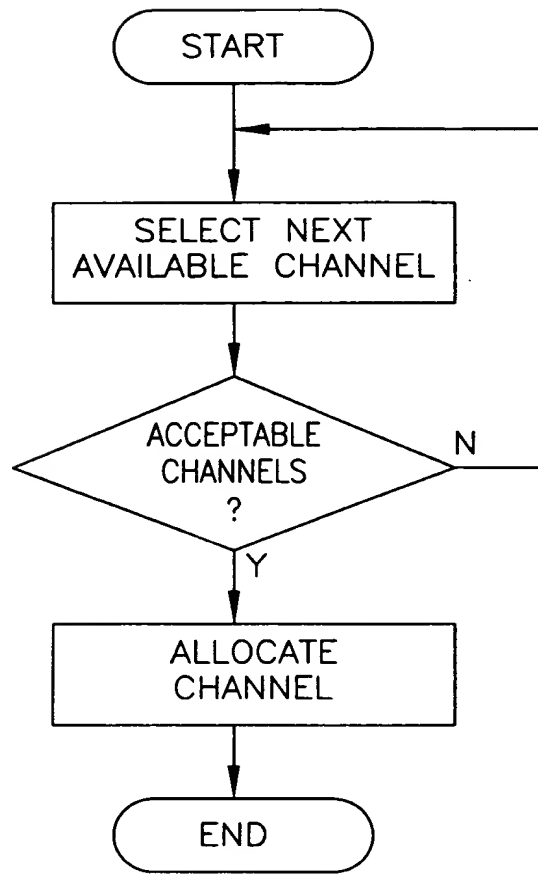 START
SELECT NEXT
AVAILABLE CHANNEL
ACCEPTABLE
CHANNELS
?
N
Y
ALLOCATE
CHANNEL
END